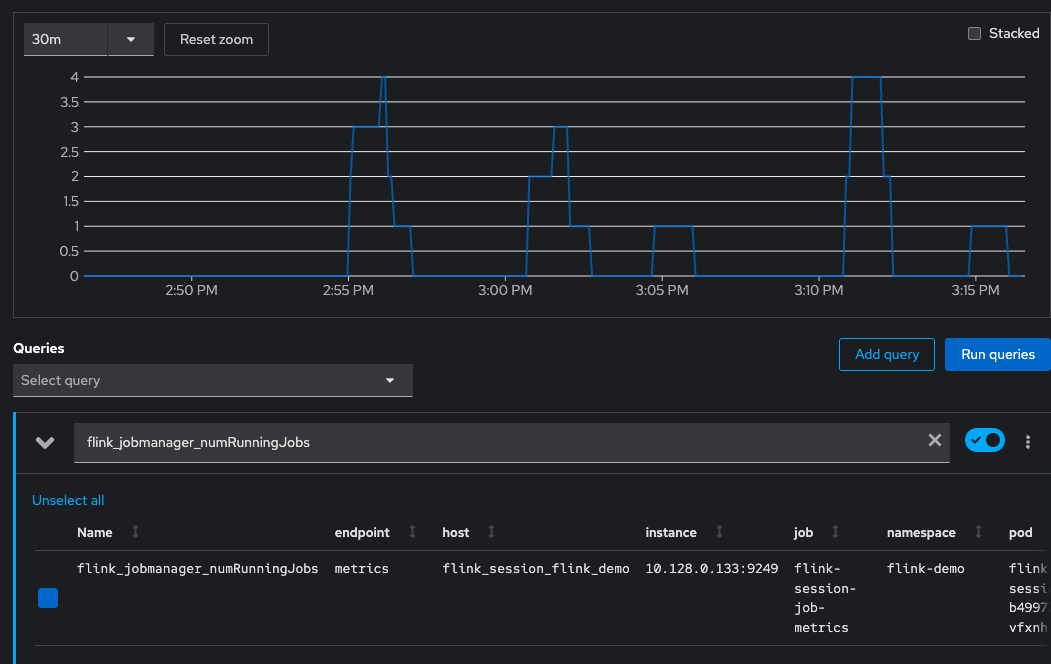 30m
Reset zoom
Stacked
4
3.5
3
2.5
2
1.5
1
0.5
0
2:50 PM 2:55 PM 3:00 PM 3:05 PM 3:10 PM 3:15 PM
Queries
Select query
Add query
Run queries
flink_jobmanager_numRunningJobs
Unselect all
Name endpoint host instance job namespace pod
flink_jobmanager_numRunningJobs metrics flink_session_flink_demo 10.128.0.133:9249 flink- flink-demo flink
session- sessi
job- b4997
metrics vfxnh